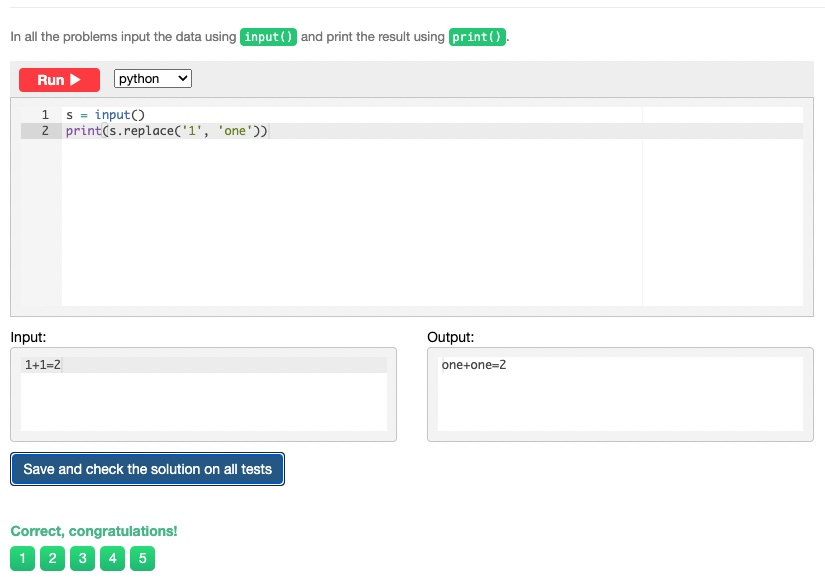 In all the problems input the data using input() and print the result using print().
Run ▶ python
1 s = input()
2 print(s.replace('1', 'one'))
Input: Output:
1+1=2 one+one=2
Save and check the solution on all tests
Correct, congratulations!
1 2 3 4 5